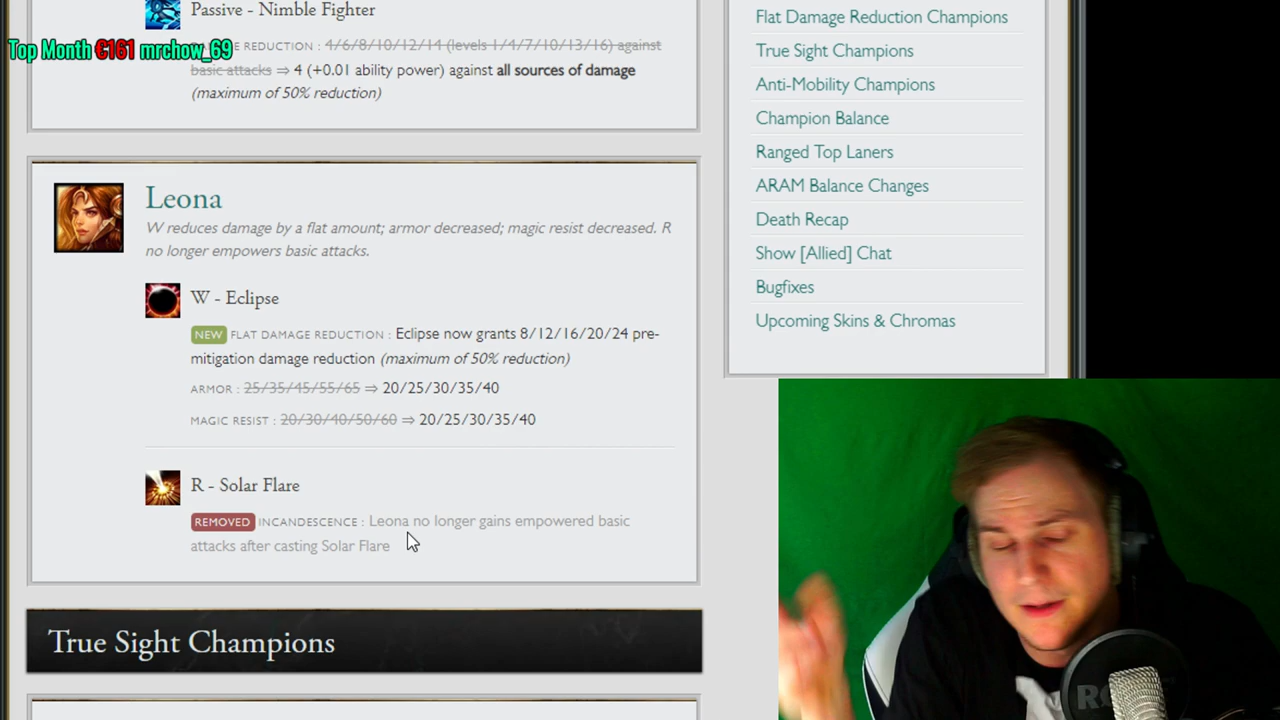 Passive - Nimble Fighter
Top Month €161 mrchow_69
E REDUCTION : 4/6/8/10/12/14 (levels 1/4/7/10/13/16) against
basic attacks ⇒ 4 (+0.01 ability power) against all sources of damage
(maximum of 50% reduction)
Leona
W reduces damage by a flat amount; armor decreased; magic resist decreased. R
no longer empowers basic attacks.
W - Eclipse
NEW FLAT DAMAGE REDUCTION : Eclipse now grants 8/12/16/20/24 pre-
mitigation damage reduction (maximum of 50% reduction)
ARMOR : 25/35/45/55/65 ⇒ 20/25/30/35/40
MAGIC RESIST : 20/30/40/50/60 ⇒ 20/25/30/35/40
R - Solar Flare
REMOVED INCANDESCENCE : Leona no longer gains empowered basic
attacks after casting Solar Flare
True Sight Champions
Flat Damage Reduction Champions
True Sight Champions
Anti-Mobility Champions
Champion Balance
Ranged Top Laners
ARAM Balance Changes
Death Recap
Show [Allied] Chat
Bugfixes
Upcoming Skins & Chromas